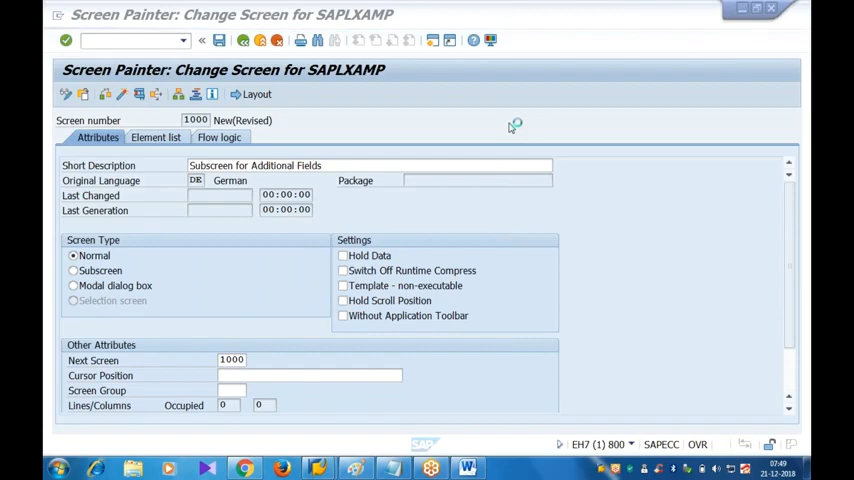 Screen Painter: Change Screen for SAPLXAMP
«
Screen Painter: Change Screen for SAPLXAMP
Layout
Screen number 1000 New(Revised)
Attributes Element list Flow logic
Short Description Subscreen for Additional Fields
Original Language DE German Package
Last Changed 00:00:00
Last Generation 00:00:00
Screen Type Settings
Normal Hold Data
Subscreen Switch Off Runtime Compress
Modal dialog box Template - non-executable
Selection screen Hold Scroll Position
Without Application Toolbar
Other Attributes
Next Screen 1000
Cursor Position
Screen Group
Lines/Columns Occupied 0 0
SAP EH7 (1) 800 SAPECC OVR
07:49
21-12-2018